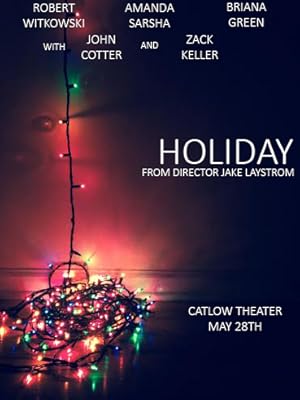 ROBERT WITKOWSKI
AMANDA SARSHA
BRIANA GREEN
WITH JOHN COTTER AND ZACK KELLER
HOLIDAY
FROM DIRECTOR JAKE LAYSTROM
CATLOW THEATER
MAY 28TH